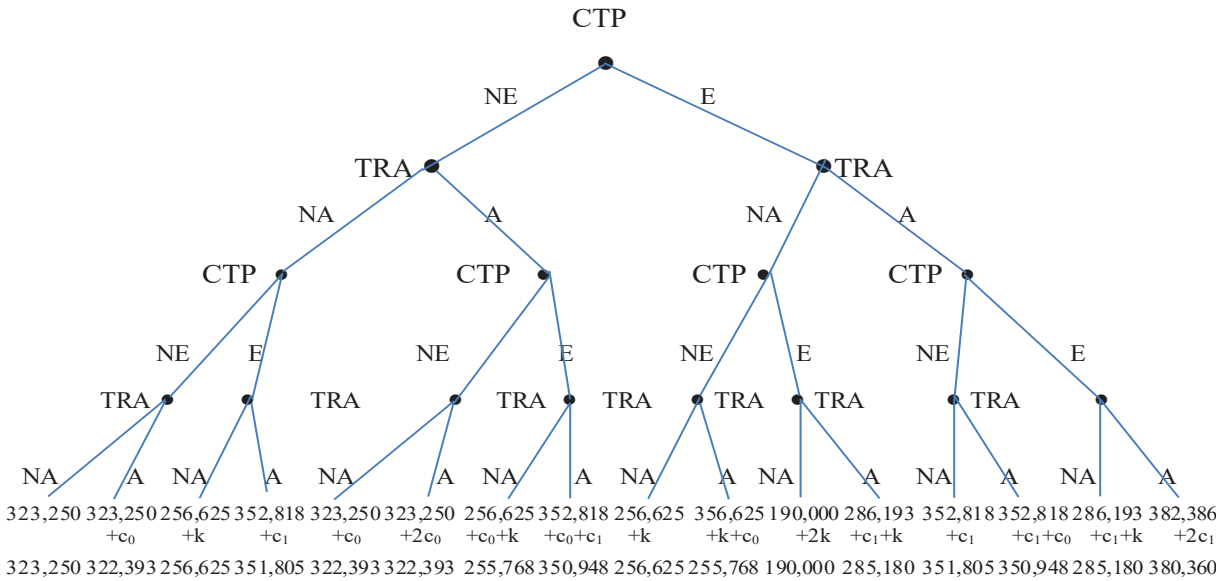 CTP
NE E
TRA TRA
NA A NA A
CTP CTP CTP CTP
NE E NE E NE E NE E
TRA TRA TRA TRA TRA TRA TRA
NA A NA A NA A NA A NA A NA A NA A NA A
323,250 323,250 256,625 352,818 323,250 323,250 256,625 352,818 256,625 356,625 190,000 286,193 352,818 352,818 286,193 382,386
+c₀ +k +c₁ +c₀ +2c₀ +c₀+k +c₀+c₁ +k +k+c₀ +2k +c₁+k +c₁ +c₁+c₀ +c₁+k +2c₁
323,250 322,393 256,625 351,805 322,393 322,393 255,768 350,948 256,625 255,768 190,000 285,180 351,805 350,948 285,180 380,360